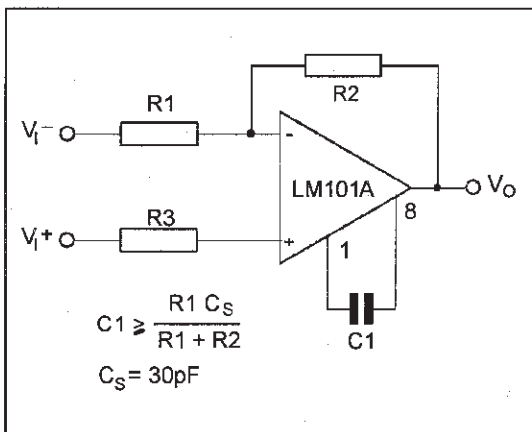 R2
R1
V_I−
-
LM101A
V_O
8
R3
V_I+
+
1
C1
C1 ⩾ R1 C_S / R1 + R2
C_S = 30pF